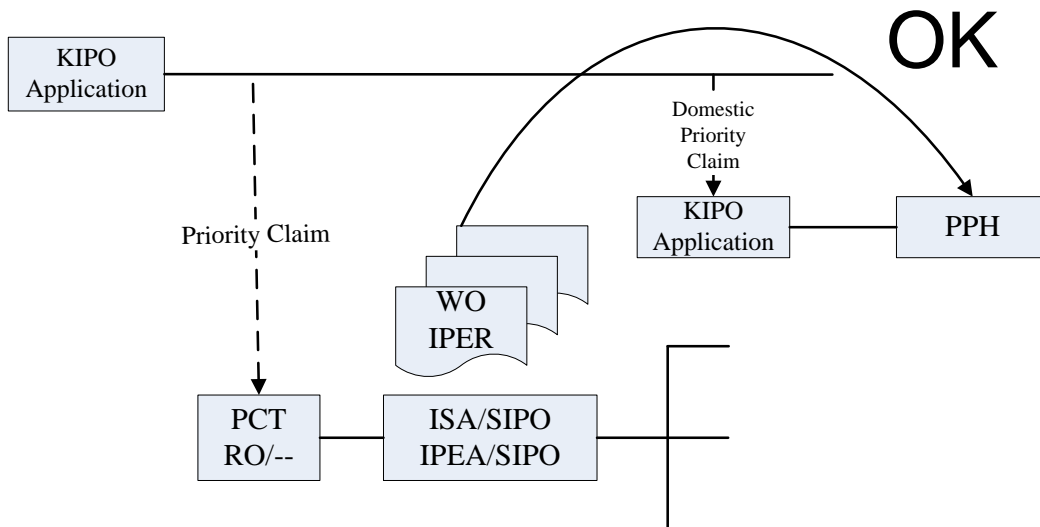 OK
KIPO
Application
Domestic
Priority
Claim
KIPO
Application
PPH
Priority Claim
WO
IPER
PCT
RO/--
ISA/SIPO
IPEA/SIPO